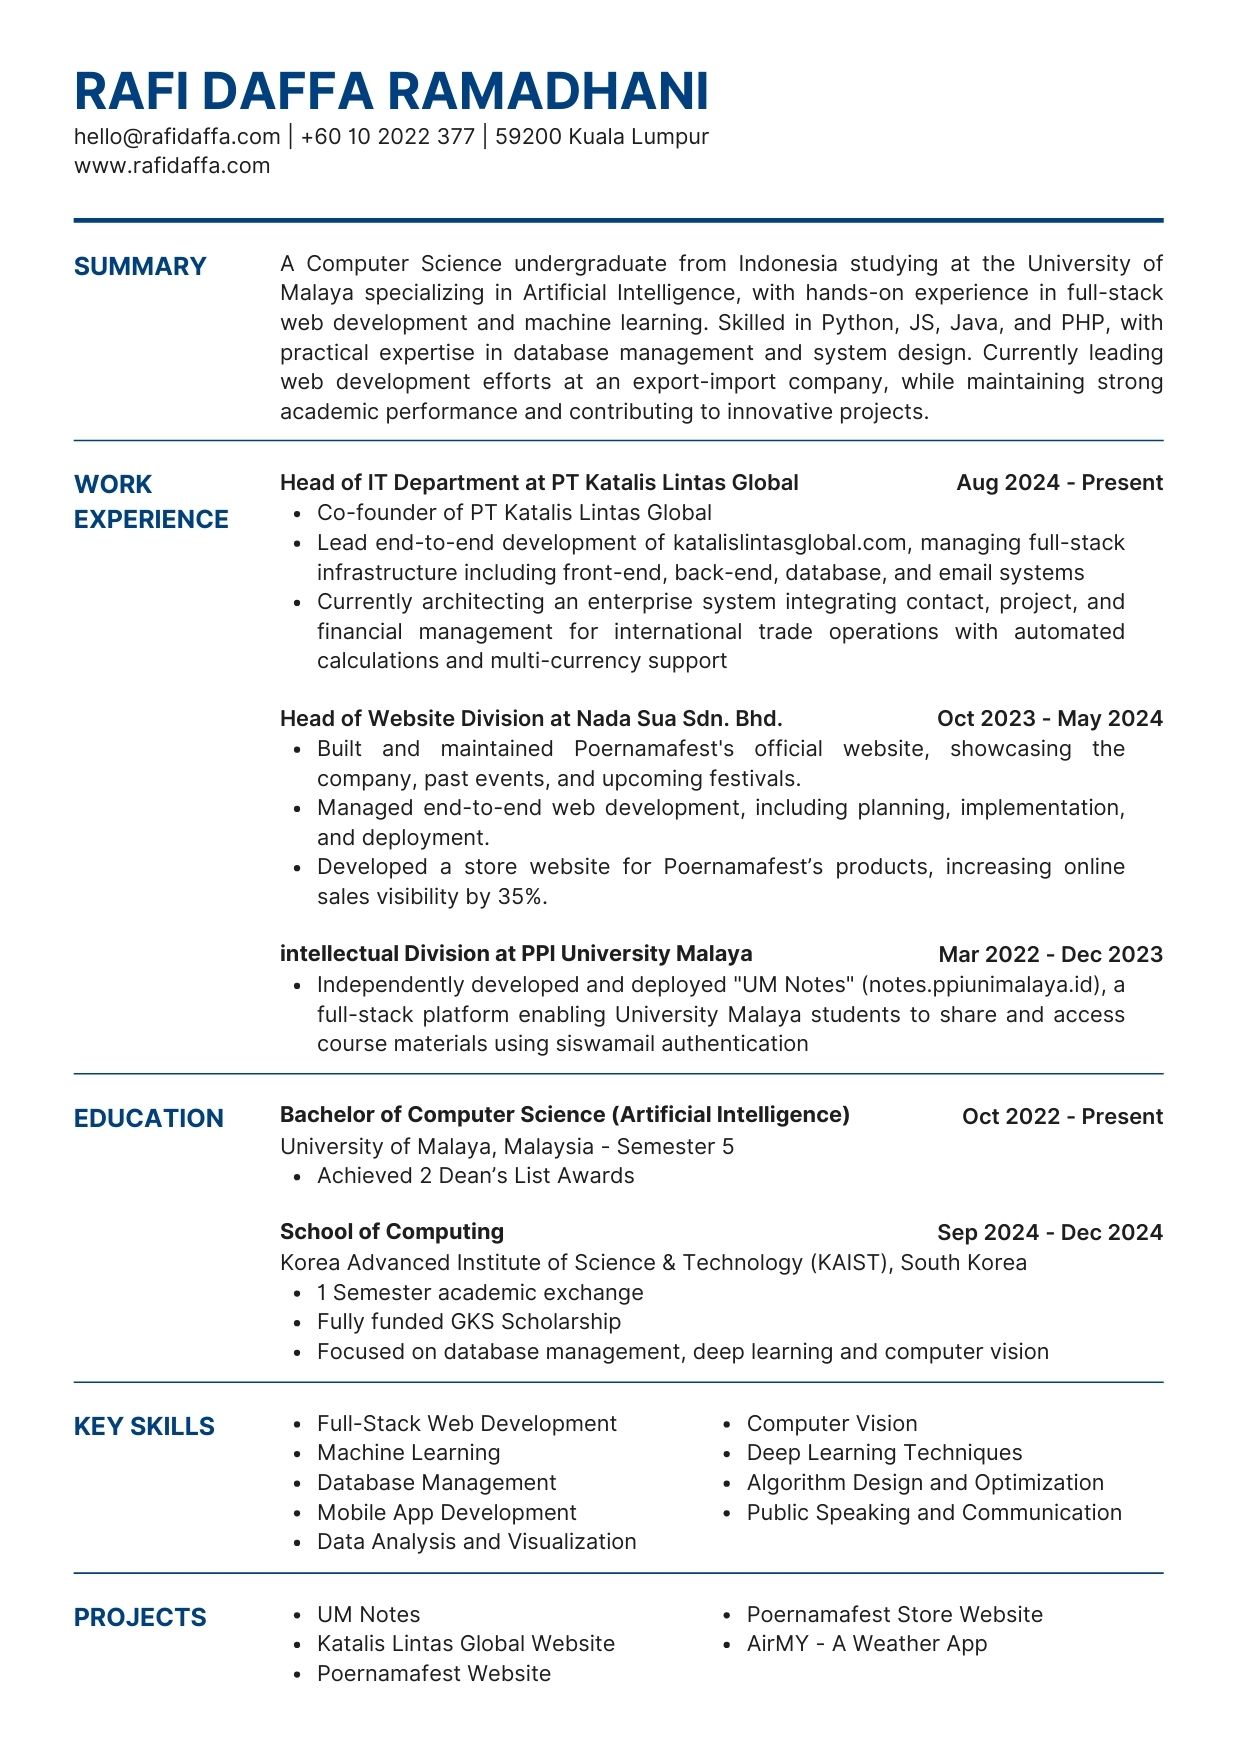 RAFI DAFFA RAMADHANI
hello@rafidaffa.com | +60 10 2022 377 | 59200 Kuala Lumpur
www.rafidaffa.com
SUMMARY
A Computer Science undergraduate from Indonesia studying at the University of
Malaya specializing in Artificial Intelligence, with hands-on experience in full-stack
web development and machine learning. Skilled in Python, JS, Java, and PHP, with
practical expertise in database management and system design. Currently leading
web development efforts at an export-import company, while maintaining strong
academic performance and contributing to innovative projects.
WORK
EXPERIENCE
Head of IT Department at PT Katalis Lintas Global Aug 2024 - Present
• Co-founder of PT Katalis Lintas Global
• Lead end-to-end development of katalislintasglobal.com, managing full-stack
infrastructure including front-end, back-end, database, and email systems
• Currently architecting an enterprise system integrating contact, project, and
financial management for international trade operations with automated
calculations and multi-currency support
Head of Website Division at Nada Sua Sdn. Bhd. Oct 2023 - May 2024
• Built and maintained Poernamafest's official website, showcasing the
company, past events, and upcoming festivals.
• Managed end-to-end web development, including planning, implementation,
and deployment.
• Developed a store website for Poernamafest’s products, increasing online
sales visibility by 35%.
intellectual Division at PPI University Malaya Mar 2022 - Dec 2023
• Independently developed and deployed "UM Notes" (notes.ppiunimalaya.id), a
full-stack platform enabling University Malaya students to share and access
course materials using siswamail authentication
EDUCATION
Bachelor of Computer Science (Artificial Intelligence) Oct 2022 - Present
University of Malaya, Malaysia - Semester 5
• Achieved 2 Dean’s List Awards
School of Computing Sep 2024 - Dec 2024
Korea Advanced Institute of Science & Technology (KAIST), South Korea
• 1 Semester academic exchange
• Fully funded GKS Scholarship
• Focused on database management, deep learning and computer vision
KEY SKILLS
• Full-Stack Web Development
• Machine Learning
• Database Management
• Mobile App Development
• Data Analysis and Visualization
• Computer Vision
• Deep Learning Techniques
• Algorithm Design and Optimization
• Public Speaking and Communication
PROJECTS
• UM Notes
• Katalis Lintas Global Website
• Poernamafest Website
• Poernamafest Store Website
• AirMY - A Weather App